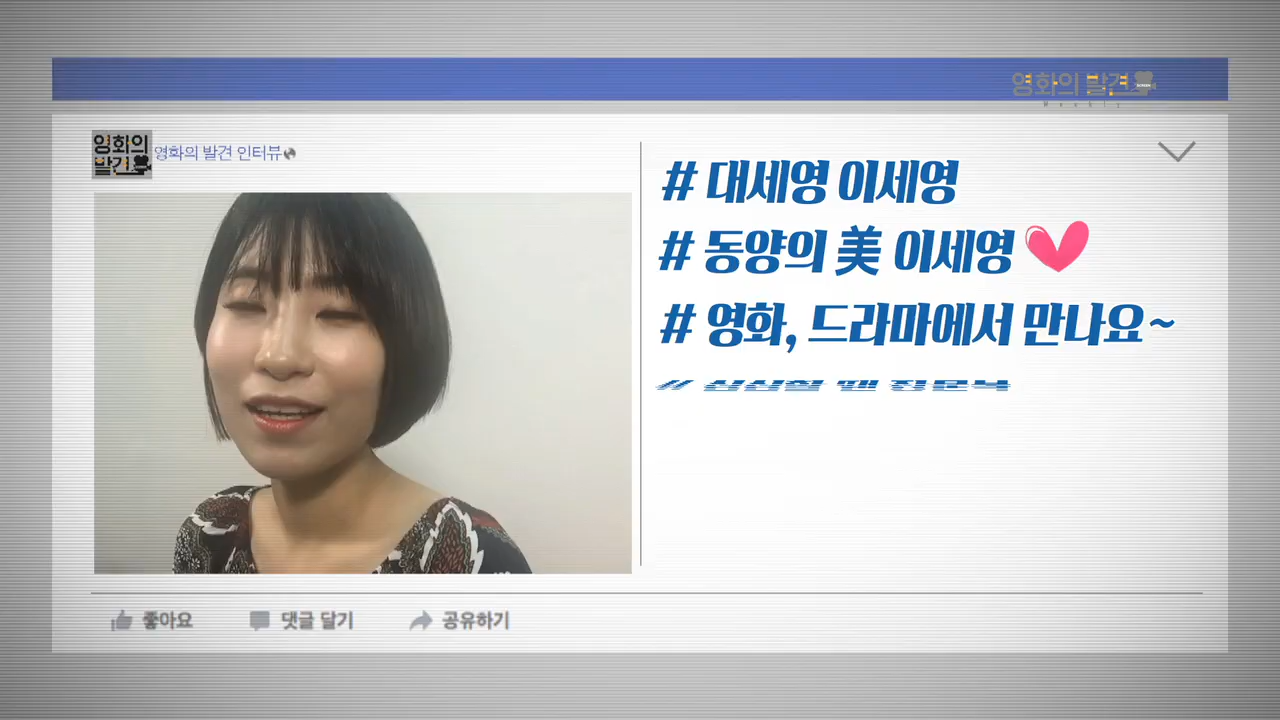 영화의 발견
Weekly
영화의
발견
영화의 발견 인터뷰
# 대세영 이세영
# 동양의 美 이세영
# 영화, 드라마에서 만나요~
좋아요
댓글 달기
공유하기